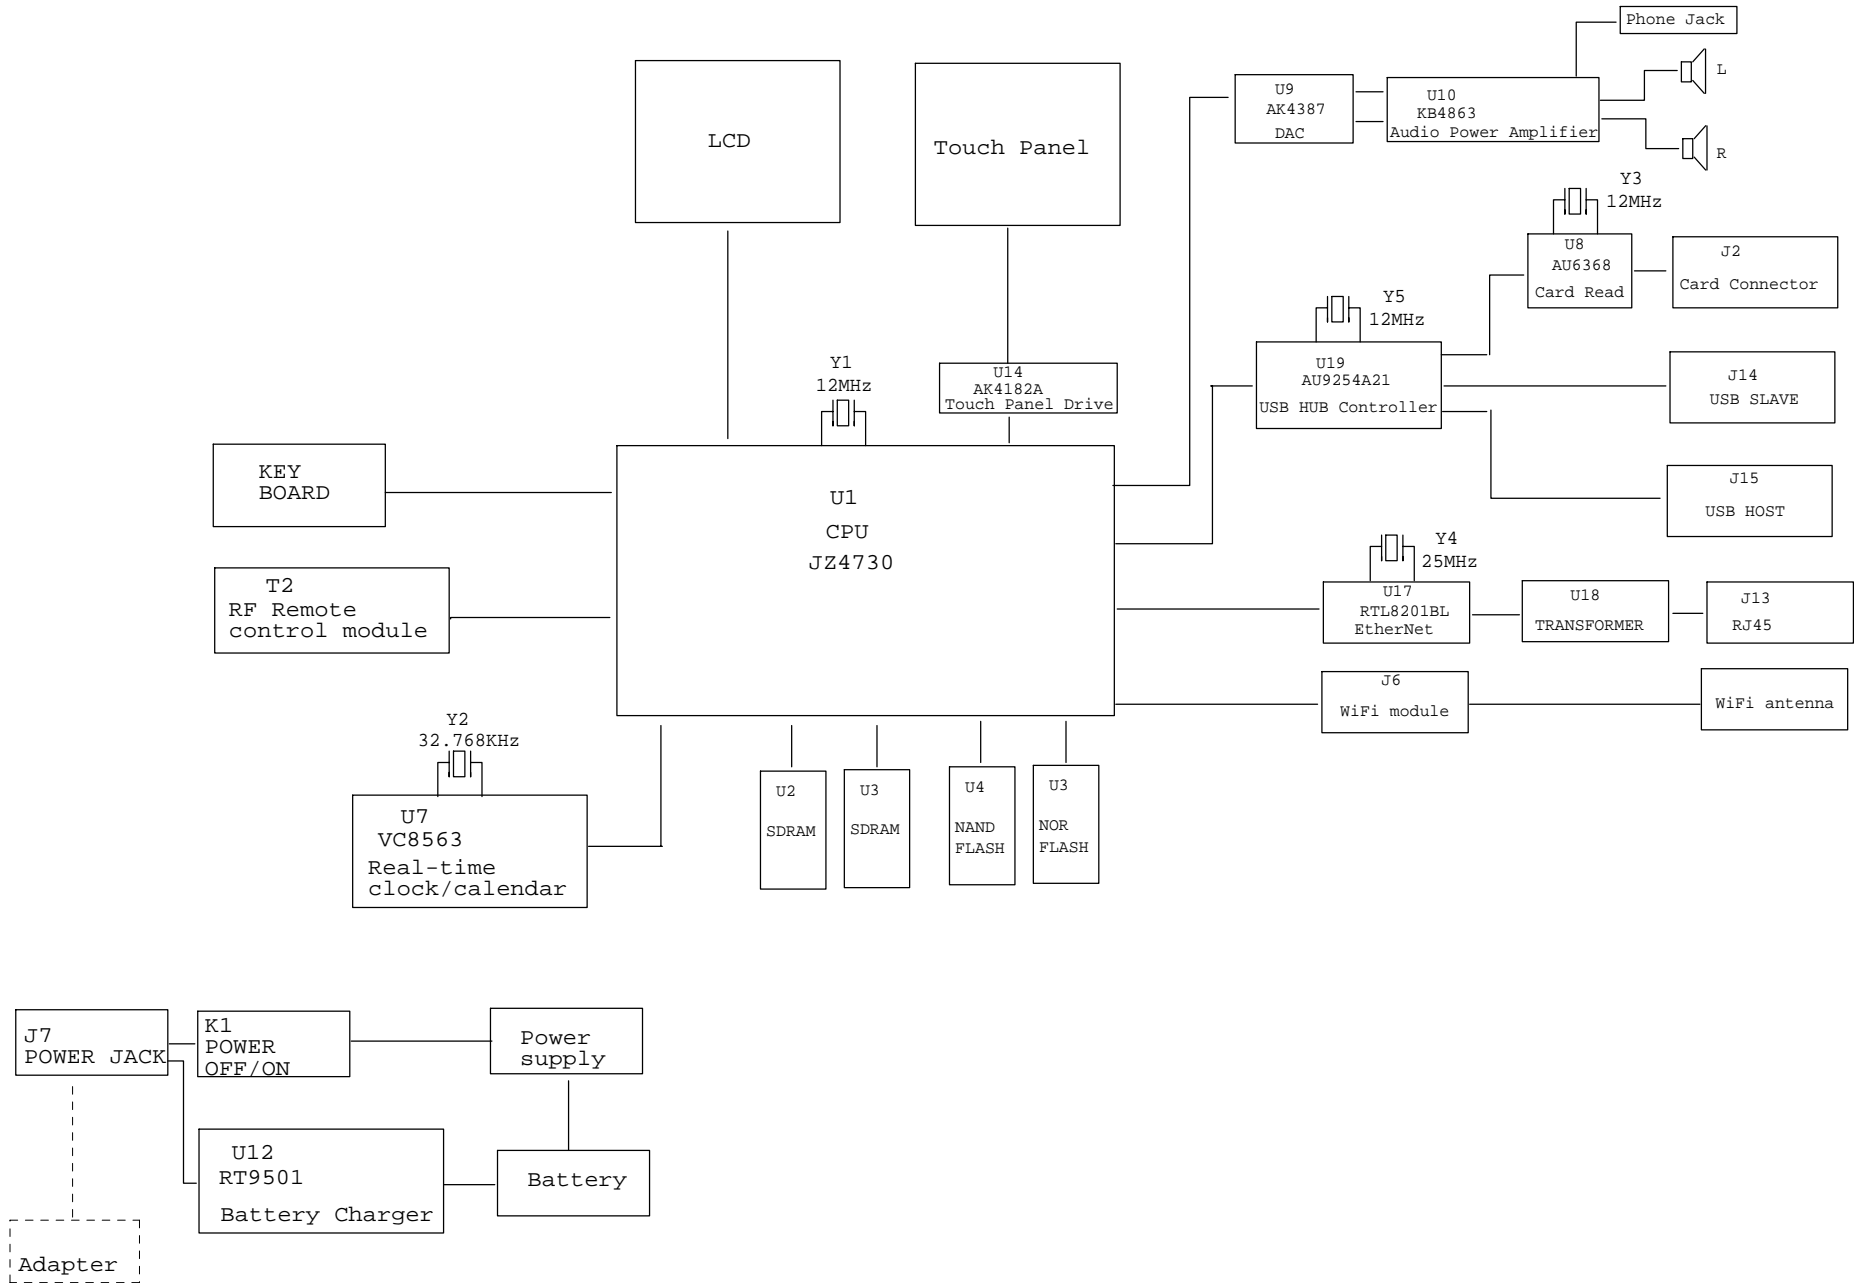 Phone Jack
L
R
U9
AK4387
DAC
U10
KB4863
Audio Power Amplifier
LCD
Touch Panel
Y3
12MHz
U8
AU6368
Card Read
J2
Card Connector
Y5
12MHz
U19
AU9254A21
USB HUB Controller
J14
USB SLAVE
J15
USB HOST
Y1
12MHz
U14
AK4182A
Touch Panel Drive
KEY
BOARD
U1
CPU
JZ4730
T2
RF Remote
control module
Y4
25MHz
U17
RTL8201BL
EtherNet
U18
TRANSFORMER
J13
RJ45
J6
WiFi module
WiFi antenna
Y2
32.768KHz
U7
VC8563
Real-time
clock/calendar
U2
SDRAM
U3
SDRAM
U4
NAND
FLASH
U3
NOR
FLASH
J7
POWER JACK
K1
POWER
OFF/ON
Power
supply
U12
RT9501
Battery Charger
Battery
Adapter